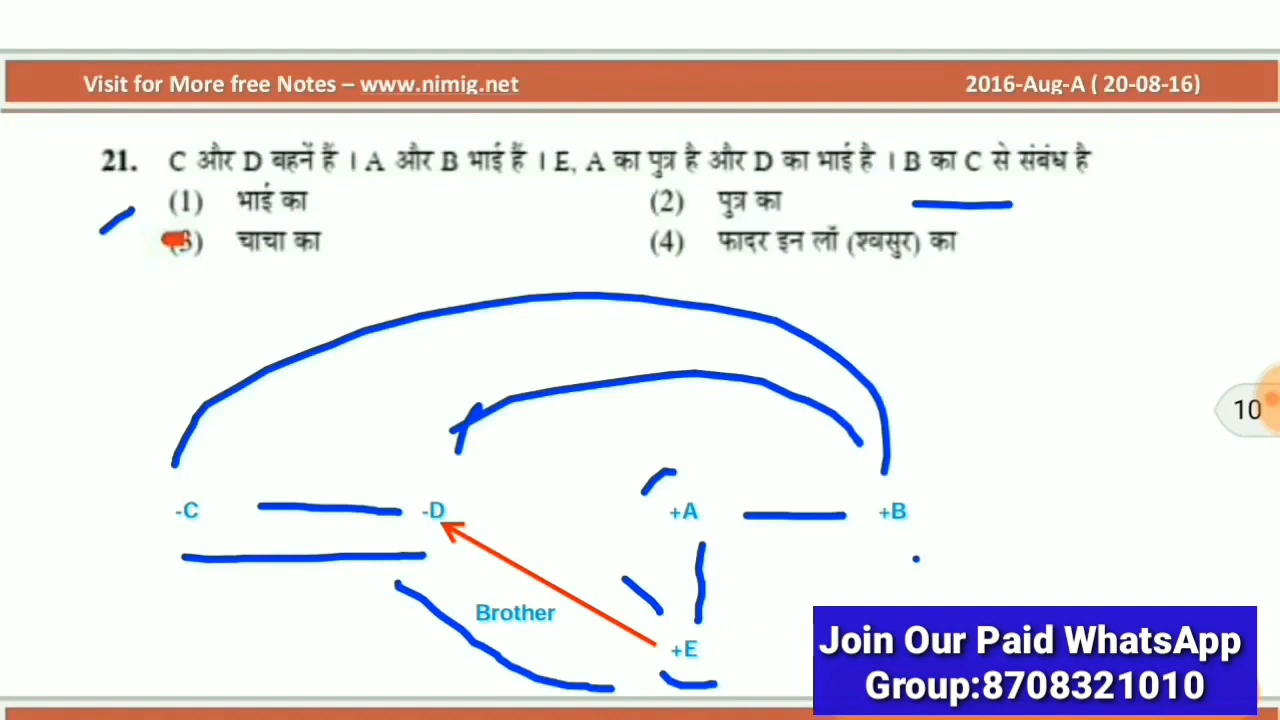 Visit for More free Notes – www.nimig.net 2016-Aug-A ( 20-08-16)
21. C और D बहनें हैं । A और B भाई हैं । E, A का पुत्र है और D का भाई है । B का C से संबंध है
(1) भाई का (2) पुत्र का
(3) चाचा का (4) फादर इन लॉ (श्वसुर) का
10
-C -D +A +B
Brother
+E
Join Our Paid WhatsApp
Group:8708321010